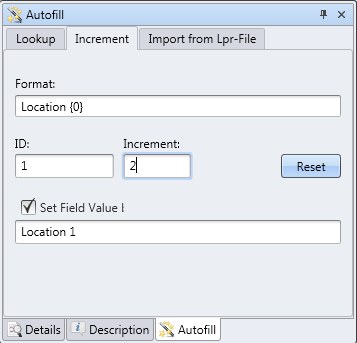 Autofill
Lookup Increment Import from Lpr-File
Format:
Location {0}
ID: Increment:
1 2 Reset
Set Field Value
Location 1
Details Description Autofill